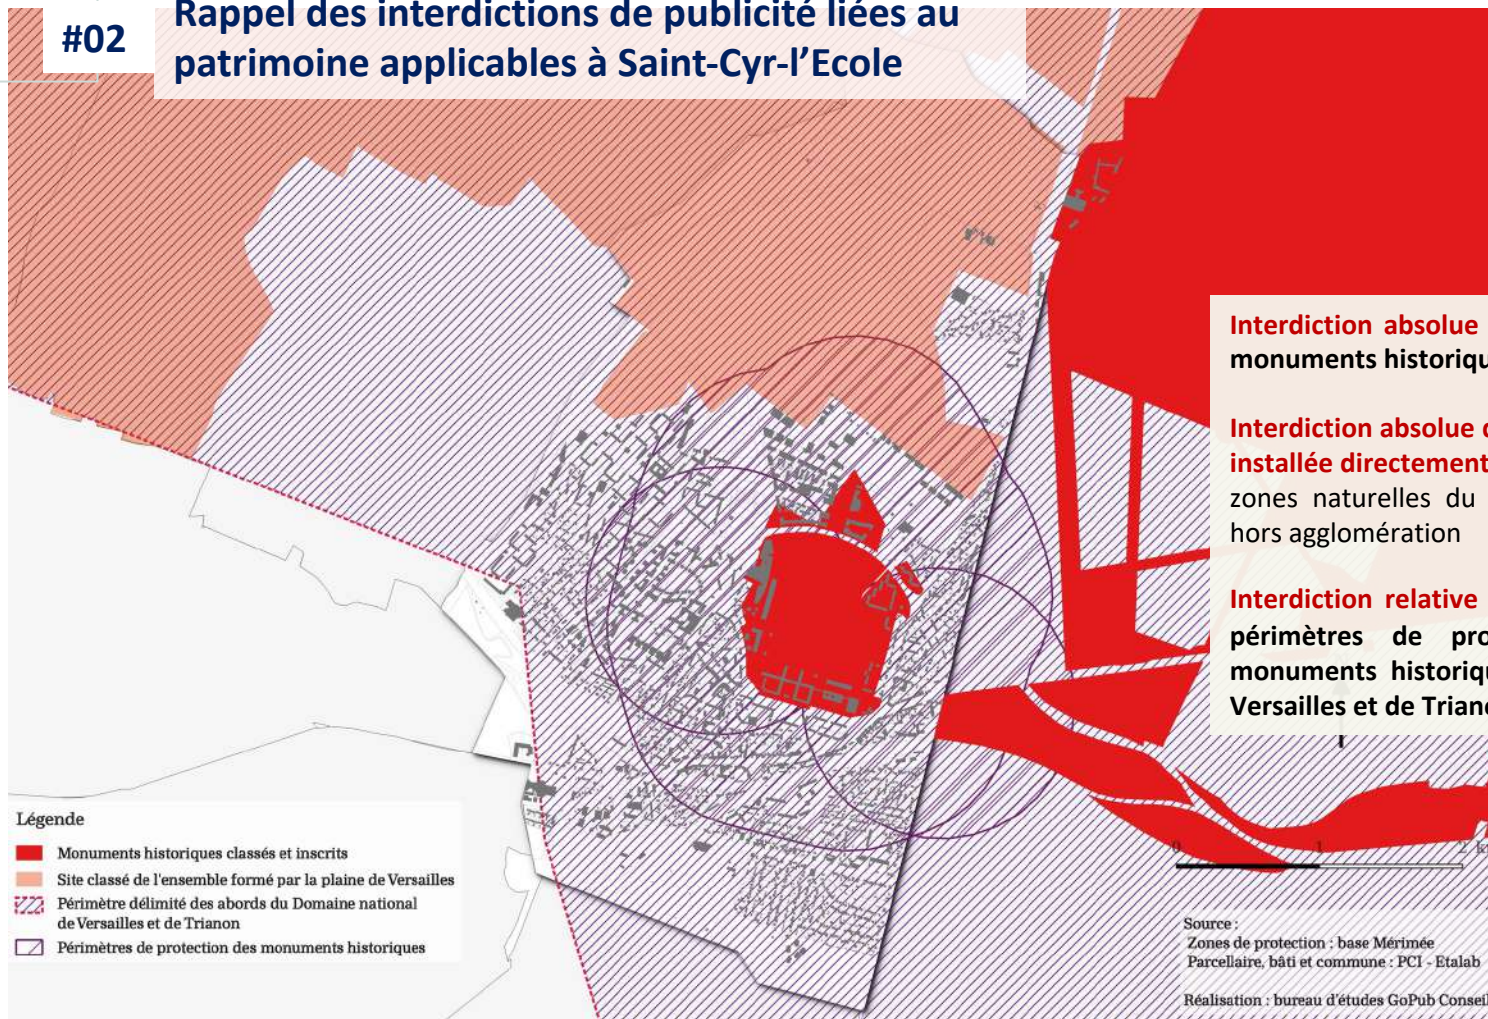 #02
Rappel des interdictions de publicité liées au
patrimoine applicables à Saint-Cyr-l’Ecole
Interdiction absolue
monuments historiqu
Interdiction absolue
installée directement
zones naturelles du
hors agglomération
Interdiction relative
périmètres de pro
monuments historiqu
Versailles et de Triano
Légende
Monuments historiques classés et inscrits
Site classé de l'ensemble formé par la plaine de Versailles
Périmètre délimité des abords du Domaine national
de Versailles et de Trianon
Périmètres de protection des monuments historiques
0 1 2 k
Source :
Zones de protection : base Mérimée
Parcellaire, bâti et commune : PCI - Etalab
Réalisation : bureau d'études GoPub Conseil